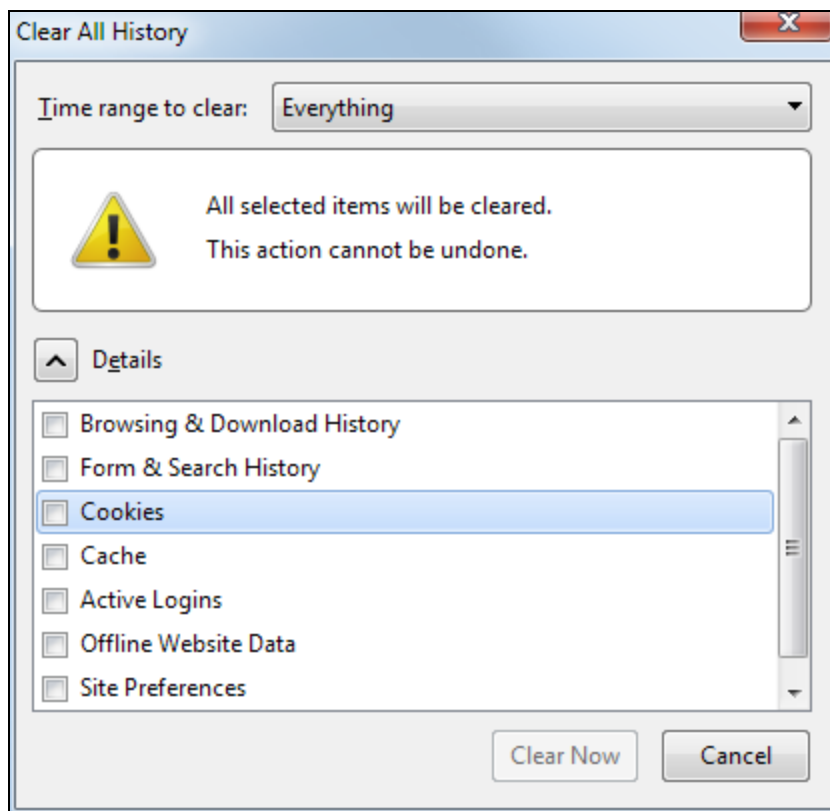 Clear All History
Time range to clear: Everything
All selected items will be cleared.
This action cannot be undone.
Details
Browsing & Download History
Form & Search History
Cookies
Cache
Active Logins
Offline Website Data
Site Preferences
Clear Now Cancel